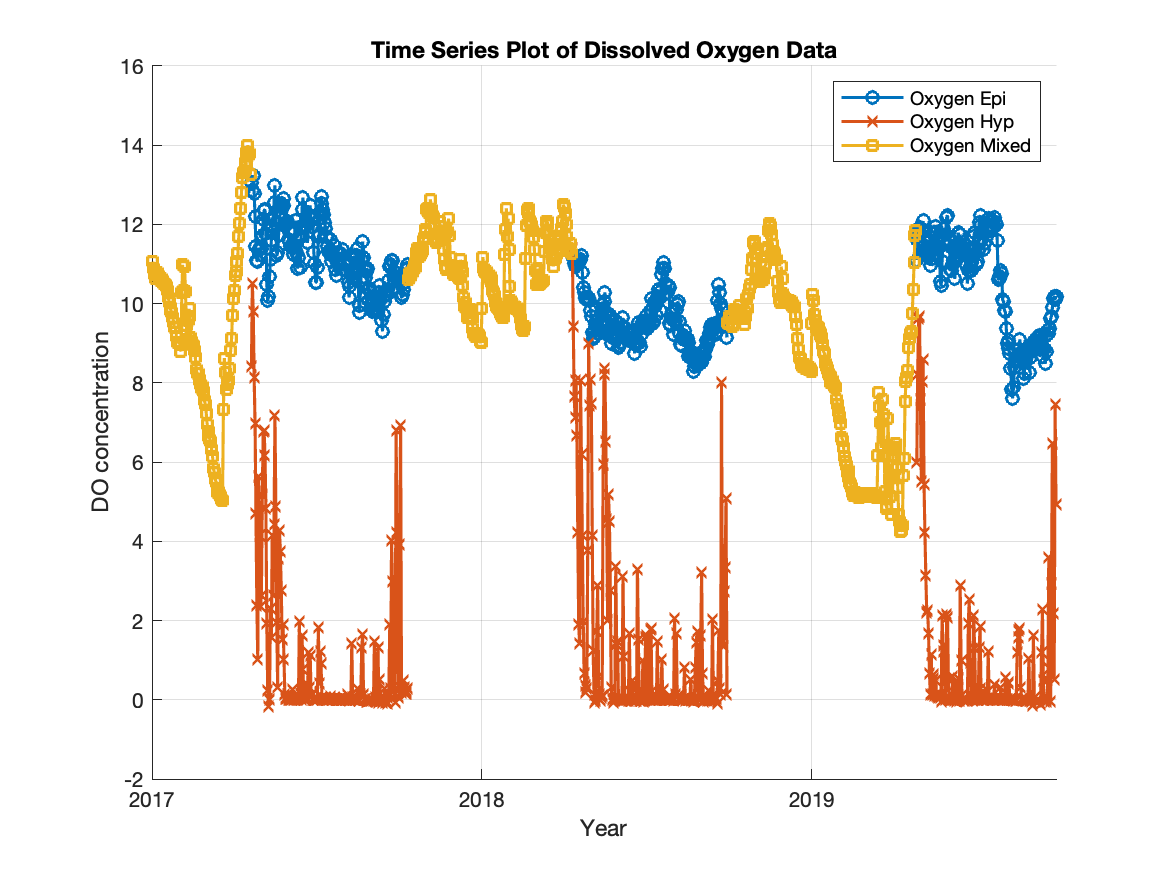 Time Series Plot of Dissolved Oxygen Data
16
14
12
10
8
6
4
2
0
-2
DO concentration
Oxygen Epi
Oxygen Hyp
Oxygen Mixed
2017
2018
2019
Year